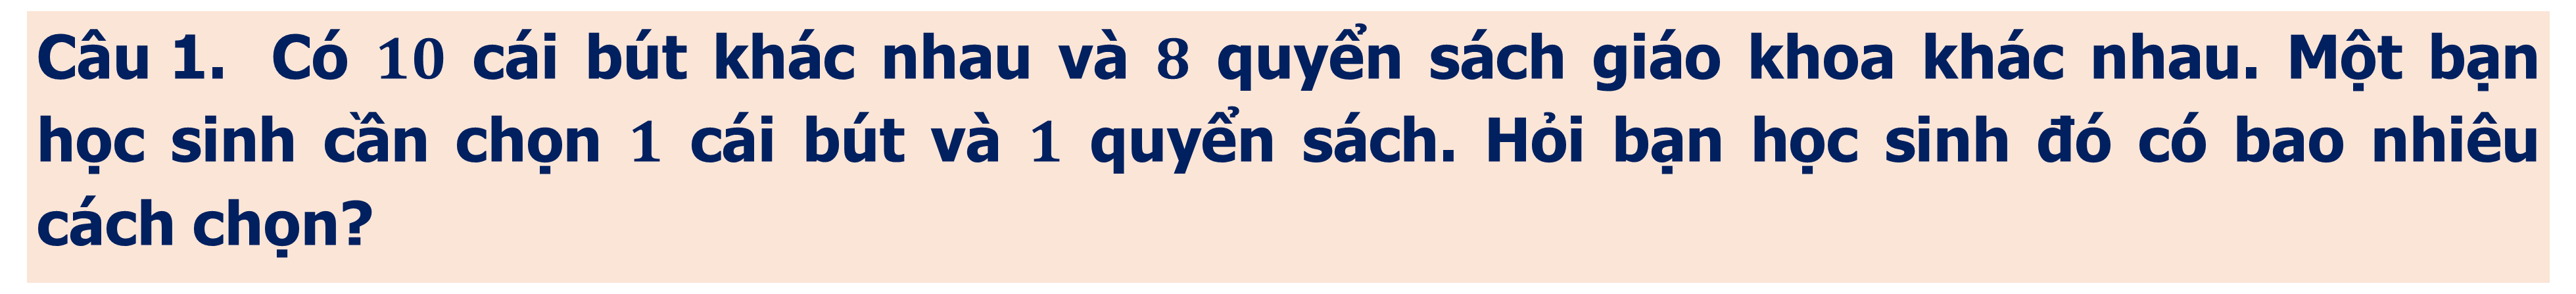 Câu 1. Có 10 cái bút khác nhau và 8 quyển sách giáo khoa khác nhau. Một bạn
học sinh cần chọn 1 cái bút và 1 quyển sách. Hỏi bạn học sinh đó có bao nhiêu
cách chọn?